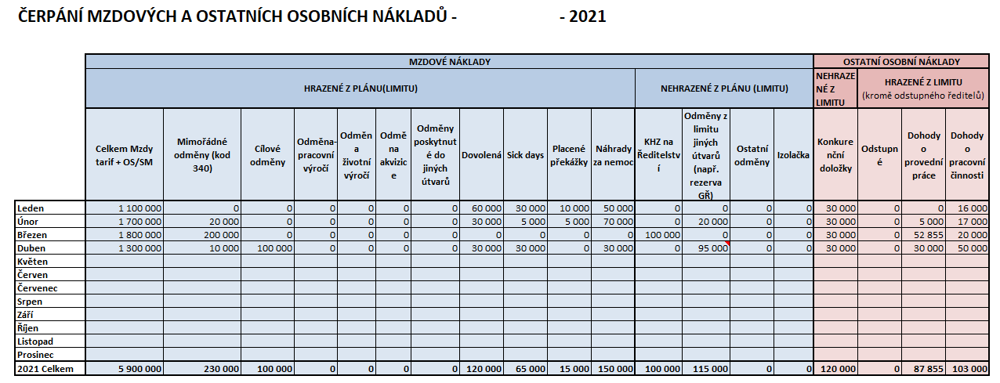 ČERPÁNÍ MZDOVÝCH A OSTATNÍCH OSOBNÍCH NÁKLADŮ - - 2021
MZDOVÉ NÁKLADY OSTATNÍ OSOBNÍ NÁKLADY
HRAZENÉ Z PLÁNU(LIMITU) NEHRAZENÉ Z PLÁNU (LIMITU) NEHRAZE NÉ Z LIMITU HRAZENÉ Z LIMITU (kromě odstupného ředitelů)
Celkem Mzdy tarif + OS/SM Mimořádné odměny (kod 340) Cílové odměny Odměna- pracovní výročí Odměn a životní výročí Odmě na akvizic e Odměny poskytnut é do jiných útvarů Dovolená Sick days Placené překážky Náhrady za nemoc KHZ na Ředitelstv í Odměny z limitu jiných útvarů (např. rezerva GŘ) Ostatní odměny Izolačka Konkure nční doložky Odstupn é Dohody o provední práce Dohody o pracovní činnosti
Leden 1 100 000 0 0 0 0 0 0 60 000 30 000 10 000 50 000 0 0 0 0 30 000 0 0 16 000
Únor 1 700 000 20 000 0 0 0 0 0 30 000 5 000 5 000 70 000 0 20 000 0 0 30 000 0 5 000 17 000
Březen 1 800 000 200 000 0 0 0 0 0 0 0 0 0 100 000 0 0 0 30 000 0 52 855 20 000
Duben 1 300 000 10 000 100 000 0 0 0 0 30 000 30 000 0 30 000 0 95 000 0 0 30 000 0 30 000 50 000
Květen
Červen
Červenec
Srpen
Září
Říjen
Listopad
Prosinec
2021 Celkem 5 900 000 230 000 100 000 0 0 0 0 120 000 65 000 15 000 150 000 100 000 115 000 0 0 120 000 0 87 855 103 000